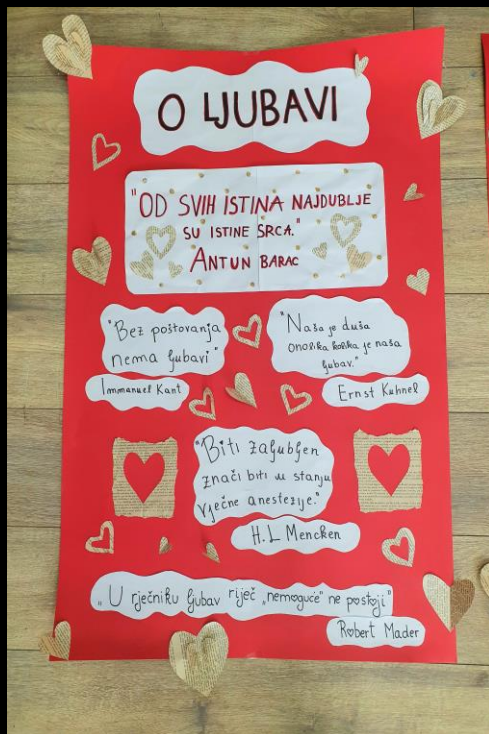 O LJUBAVI
"OD SVIH ISTINA NAJDUBLJE
SU ISTINE SRCA."
ANTUN BARAC
"Bez poštovanja
nema ljubavi"
Immanuel Kant
"Naša je duša
onolika kolika je naša
ljubav."
Ernst Kuhnel
"Biti zaljubljen
znači biti u stanju
vječne anestezije."
H.L Mencken
"U rječniku ljubav riječ „nemoguće" ne postoji"
Robert Mader